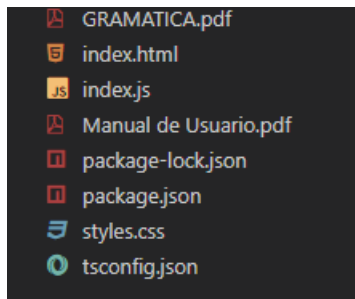 GRAMATICA.pdf
index.html
JS index.js
Manual de Usuario.pdf
package-lock.json
package.json
styles.css
tsconfig.json